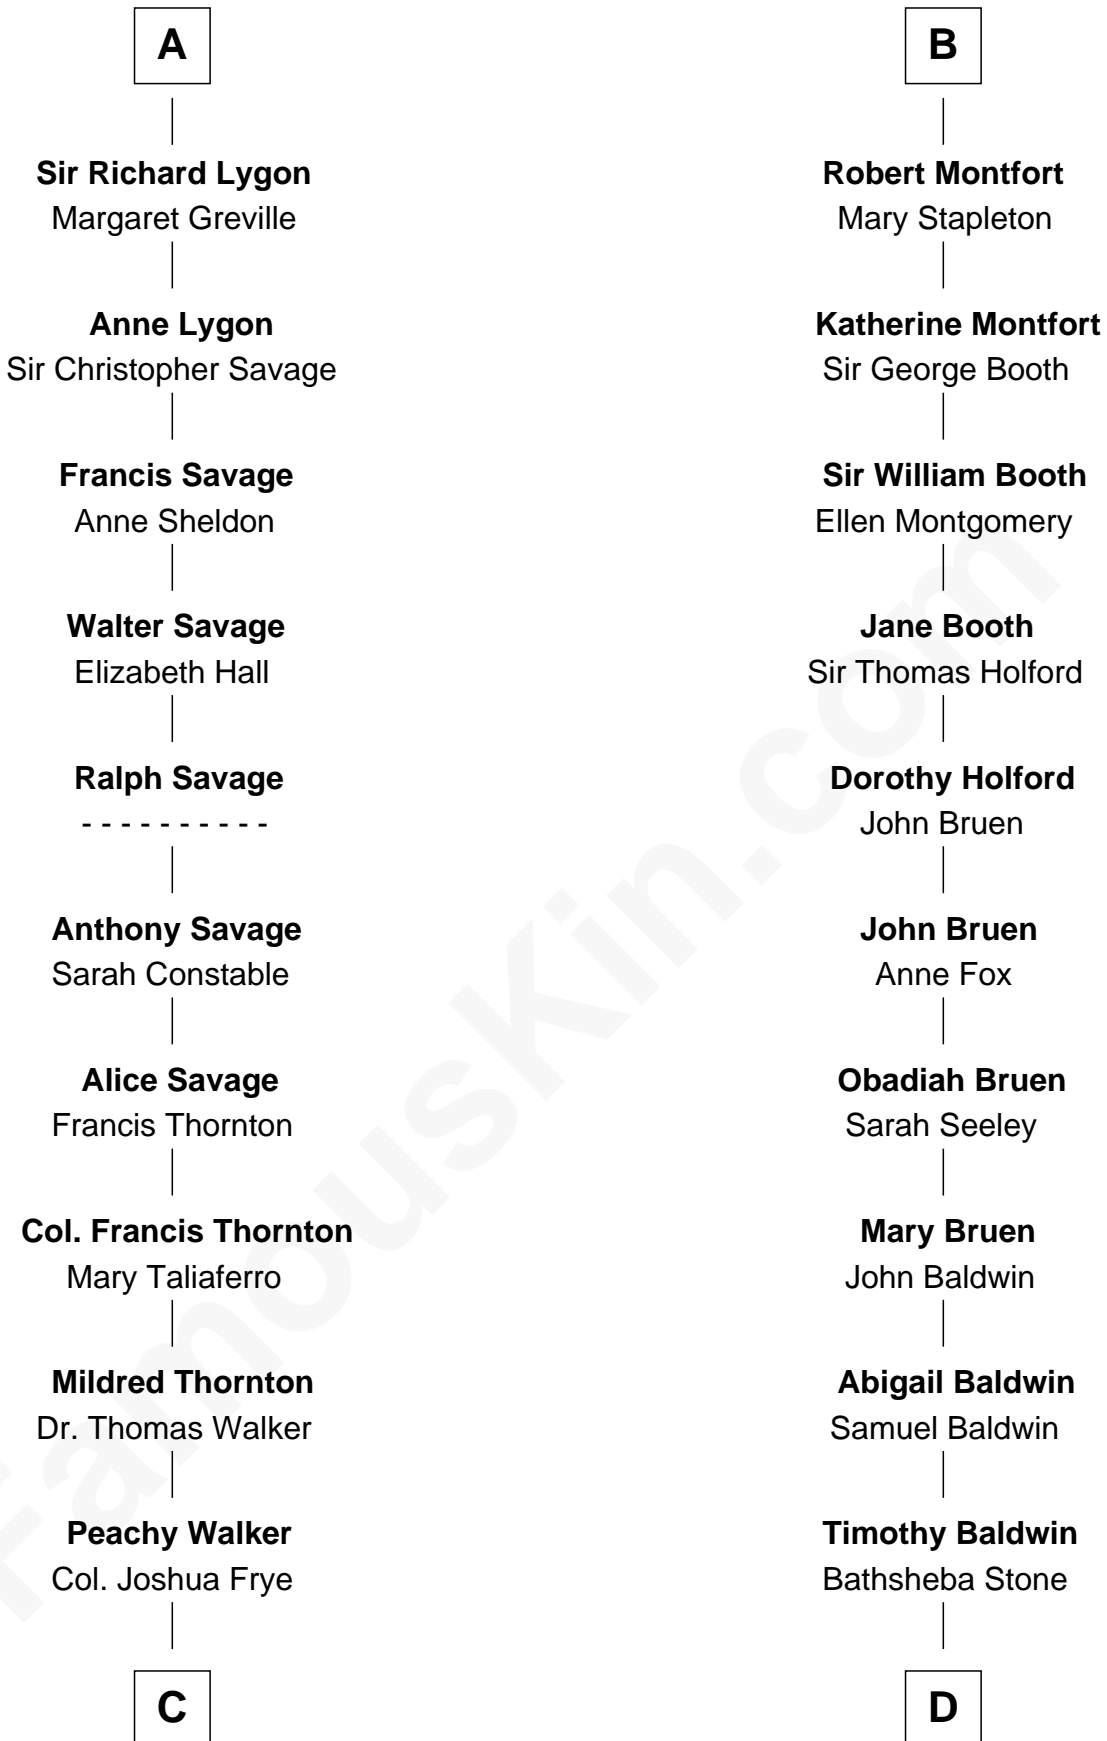 A
Sir Richard Lygon
Margaret Greville
Anne Lygon
Sir Christopher Savage
Francis Savage
Anne Sheldon
Walter Savage
Elizabeth Hall
Ralph Savage
- - - - - - - - - -
Anthony Savage
Sarah Constable
Alice Savage
Francis Thornton
Col. Francis Thornton
Mary Taliaferro
Mildred Thornton
Dr. Thomas Walker
Peachy Walker
Col. Joshua Frye
C
B
Robert Montfort
Mary Stapleton
Katherine Montfort
Sir George Booth
Sir William Booth
Ellen Montgomery
Jane Booth
Sir Thomas Holford
Dorothy Holford
John Bruen
John Bruen
Anne Fox
Obadiah Bruen
Sarah Seeley
Mary Bruen
John Baldwin
Abigail Baldwin
Samuel Baldwin
Timothy Baldwin
Bathsheba Stone
D
FamousKin.com